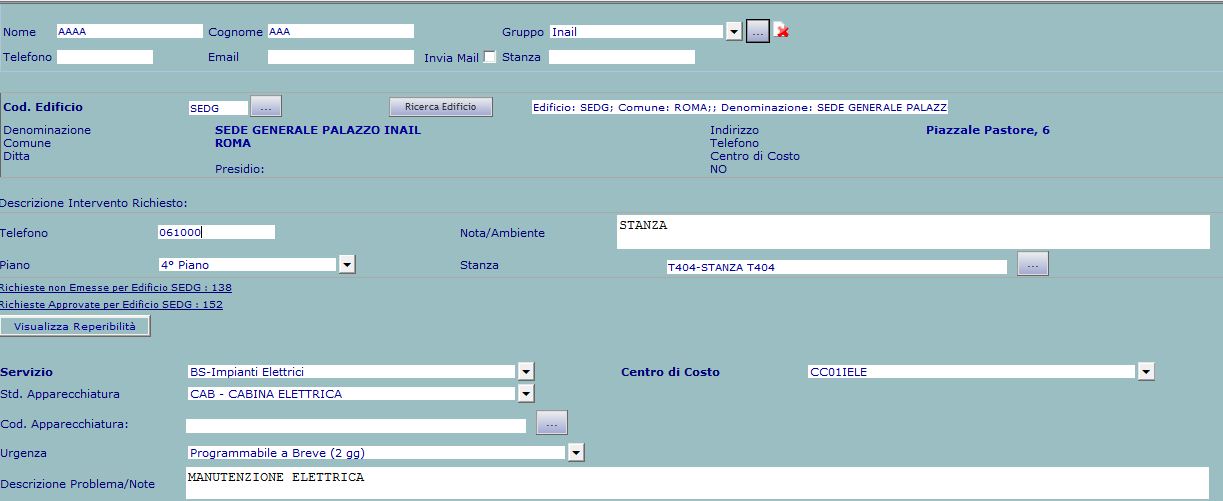 Nome AAAA Cognome AAA Gruppo Inail ...
Telefono Email Invia Mail Stanza
Cod. Edificio SEDG ... Ricerca Edificio Edificio: SEDG; Comune: ROMA;; Denominazione: SEDE GENERALE PALAZZ
Denominazione SEDE GENERALE PALAZZO INAIL Indirizzo Piazzale Pastore, 6
Comune ROMA Telefono
Ditta Centro di Costo
Presidio: NO
Descrizione Intervento Richiesto:
Telefono 061000 Nota/Ambiente STANZA
Piano 4° Piano Stanza T404-STANZA T404 ...
Richieste non Emesse per Edificio SEDG : 138
Richieste Approvate per Edificio SEDG : 152
Visualizza Reperibilità
Servizio BS-Impianti Elettrici Centro di Costo CC01IELE
Std. Apparecchiatura CAB - CABINA ELETTRICA
Cod. Apparecchiatura: ...
Urgenza Programmabile a Breve (2 gg)
Descrizione Problema/Note MANUTENZIONE ELETTRICA